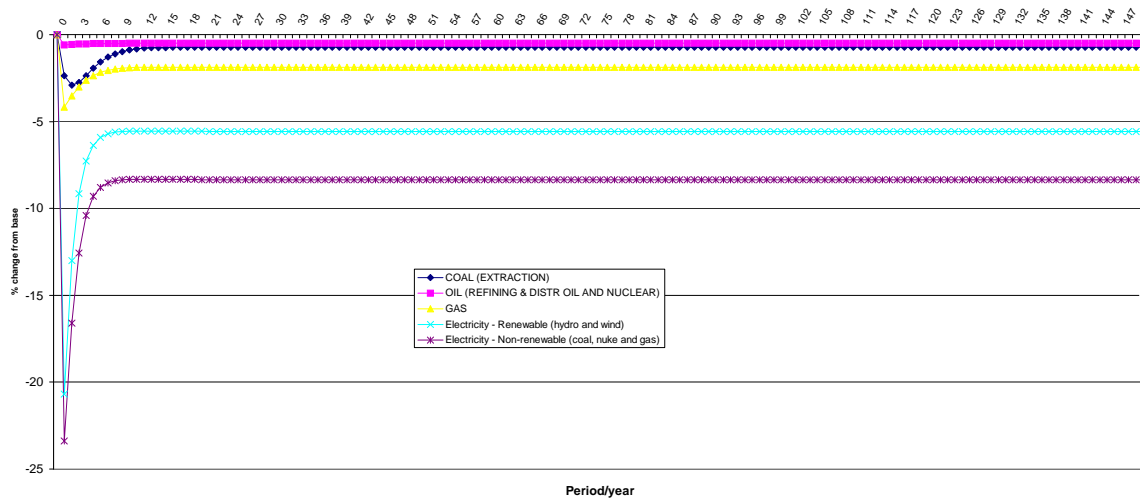 0 3 6 9 12 15 18 21 24 27 30 33 36 39 42 45 48 51 54 57 60 63 66 69 72 75 78 81 84 87 90 93 96 99 102 105 108 111 114 117 120 123 126 129 132 135 138 141 144 147
0
-5
-10
-15
-20
-25
% change from base
COAL (EXTRACTION)
OIL (REFINING & DISTR OIL AND NUCLEAR)
GAS
Electricity - Renewable (hydro and wind)
Electricity - Non-renewable (coal, nuke and gas)
Period/year